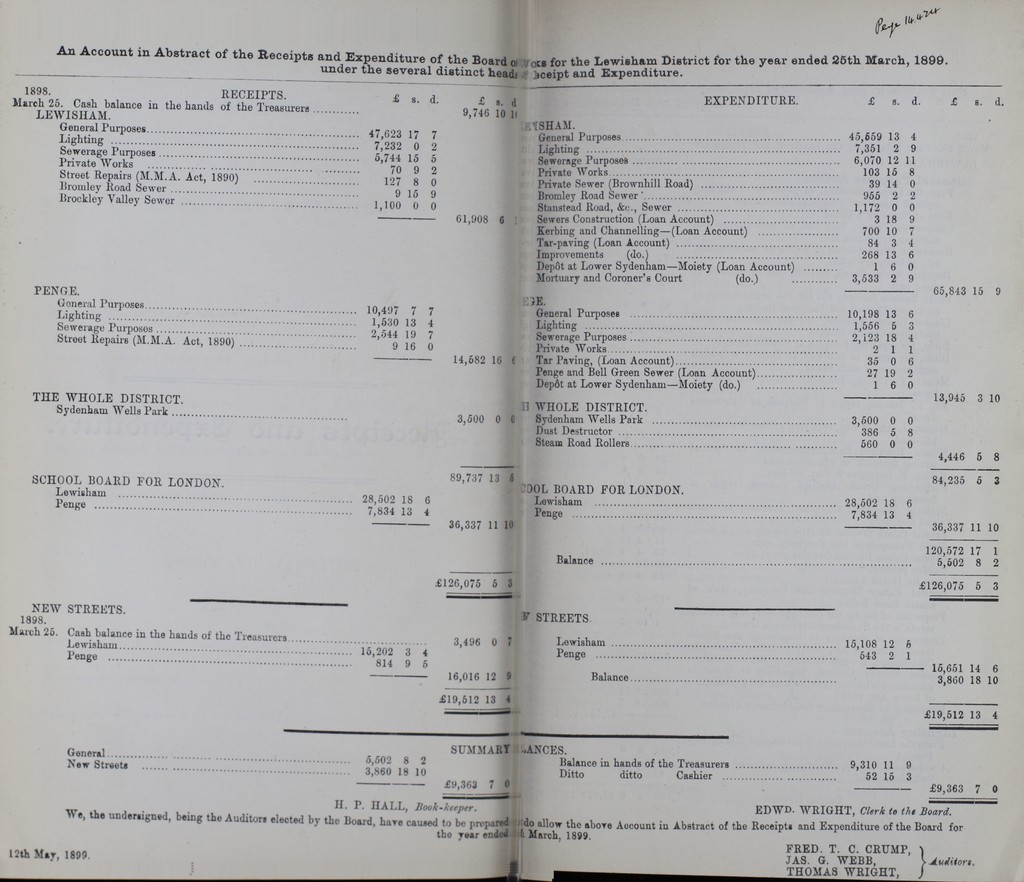 An Account in Abstract of the Receipts and Expenditure of the Board of Works for the Lewisham District for the year ended 25th March, 1899.
under the several distinct heads Receipt and Expenditure.
1898. RECEIPTS. £ s. d. £ s. d
March 25. Cash balance in the hands of the Treasurers 9,746 10
LEWISHAM.
General Purposes 47,623 17 7
Lighting 7,232 0 2
Sewerage Purposes 5,744 15 5
Private Works 70 9 2
Street Repairs (M.M.A. Act, 1890) 127 8 0
Bromley Road Sewer 9 15 9
Brockley Valley Sewer 1,100 0 0
61,908 6
PENGE.
General Purposes 10,497 7 7
Lighting 1,530 13 4
Sewerage Purposes 2,544 19 7
Street Repairs (M.M.A. Act, 1890) 9 16 0
14,582 16 6
THE WHOLE DISTRICT.
Sydenham Wells Park 3,500 0 0
89,737 13 5
SCHOOL BOARD FOR LONDON.
Lewisham 28,502 18 6
Penge 7,834 13 4
36,337 11 10
£126,075 5 3
NEW STREETS.
1898.
March 25. Cash balance in the hands of the Treasurers 3,496 0 7
Lewisham 15,202 3 4
Penge 814 9 5
16,016 12 9
£19,512 13 4
EXPENDITURE. £ s. d. £ s. d.
WISHAM.
General Purposes 45,559 13 4
Lighting 7,351 2 9
Sewerage Purposes 6,070 12 11
Private Works 103 15 8
Private Sewer (Brownhill Road) 39 14 0
Bromley Road Sewer 955 2 2
Stanstead Road, &c., Sewer 1,172 0 0
Sewers Construction (Loan Account) 3 18 9
Kerbing and Channelling—(Loan Account) 700 10 7
Tar-paving (Loan Account) 84 3 4
Improvements (do.) 268 13 6
Depôt at Lower Sydenham—Moiety (Loan Account) 1 6 0
Mortuary and Coroner's Court (do.) 3,533 2 9
65,843 15 9
GE.
General Purposes 10,198 13 6
Lighting 1,556 5 3
Sewerage Purposes 2,123 18 4
Private Works 2 1 1
Tar Paving, (Loan Account) 35 0 6
Penge and Bell Green Sewer (Loan Account) 27 19 2
Depôt at Lower Sydenham—Moiety (do.) 1 6 0
13,945 3 10
WHOLE DISTRICT.
Sydenham Wells Park 3,500 0 0
Dust Destructor 386 5 8
Steam Road Rollers 560 0 0
4,446 5 8
84,235 5 3
OOL BOARD FOR LONDON.
Lewisham 28,502 18 6
Penge 7,834 13 4
36,337 11 10
120,572 17 1
Balance 5,502 8 2
£126,075 5 3
STREETS.
Lewisham 15,108 12 5
Penge 543 2 1
15,651 14 6
Balance 3,860 18 10
£19,512 13 4
SUMMARY LANCES.
General 5,502 8 2
New Streets 3,860 18 10
£9,363 7 0
Balance in hands of the Treasurers 9,310 11 9
Ditto ditto Cashier 52 15 3
£9,363 7 0
H. P. HALL, Book-keeper.
EDWD. WRIGHT, Clerk to the Board.
We, the undersigned, being the Auditors elected by the Board, have caused to be prepared do allow the above Account in Abstract of the Receipts and Expenditure of the Board for
the year ended March, 1899.
12th May, 1899.
FRED. T. C. CRUMP,
JAS. G. WEBB,
THOMAS WRIGHT,
Auditors.